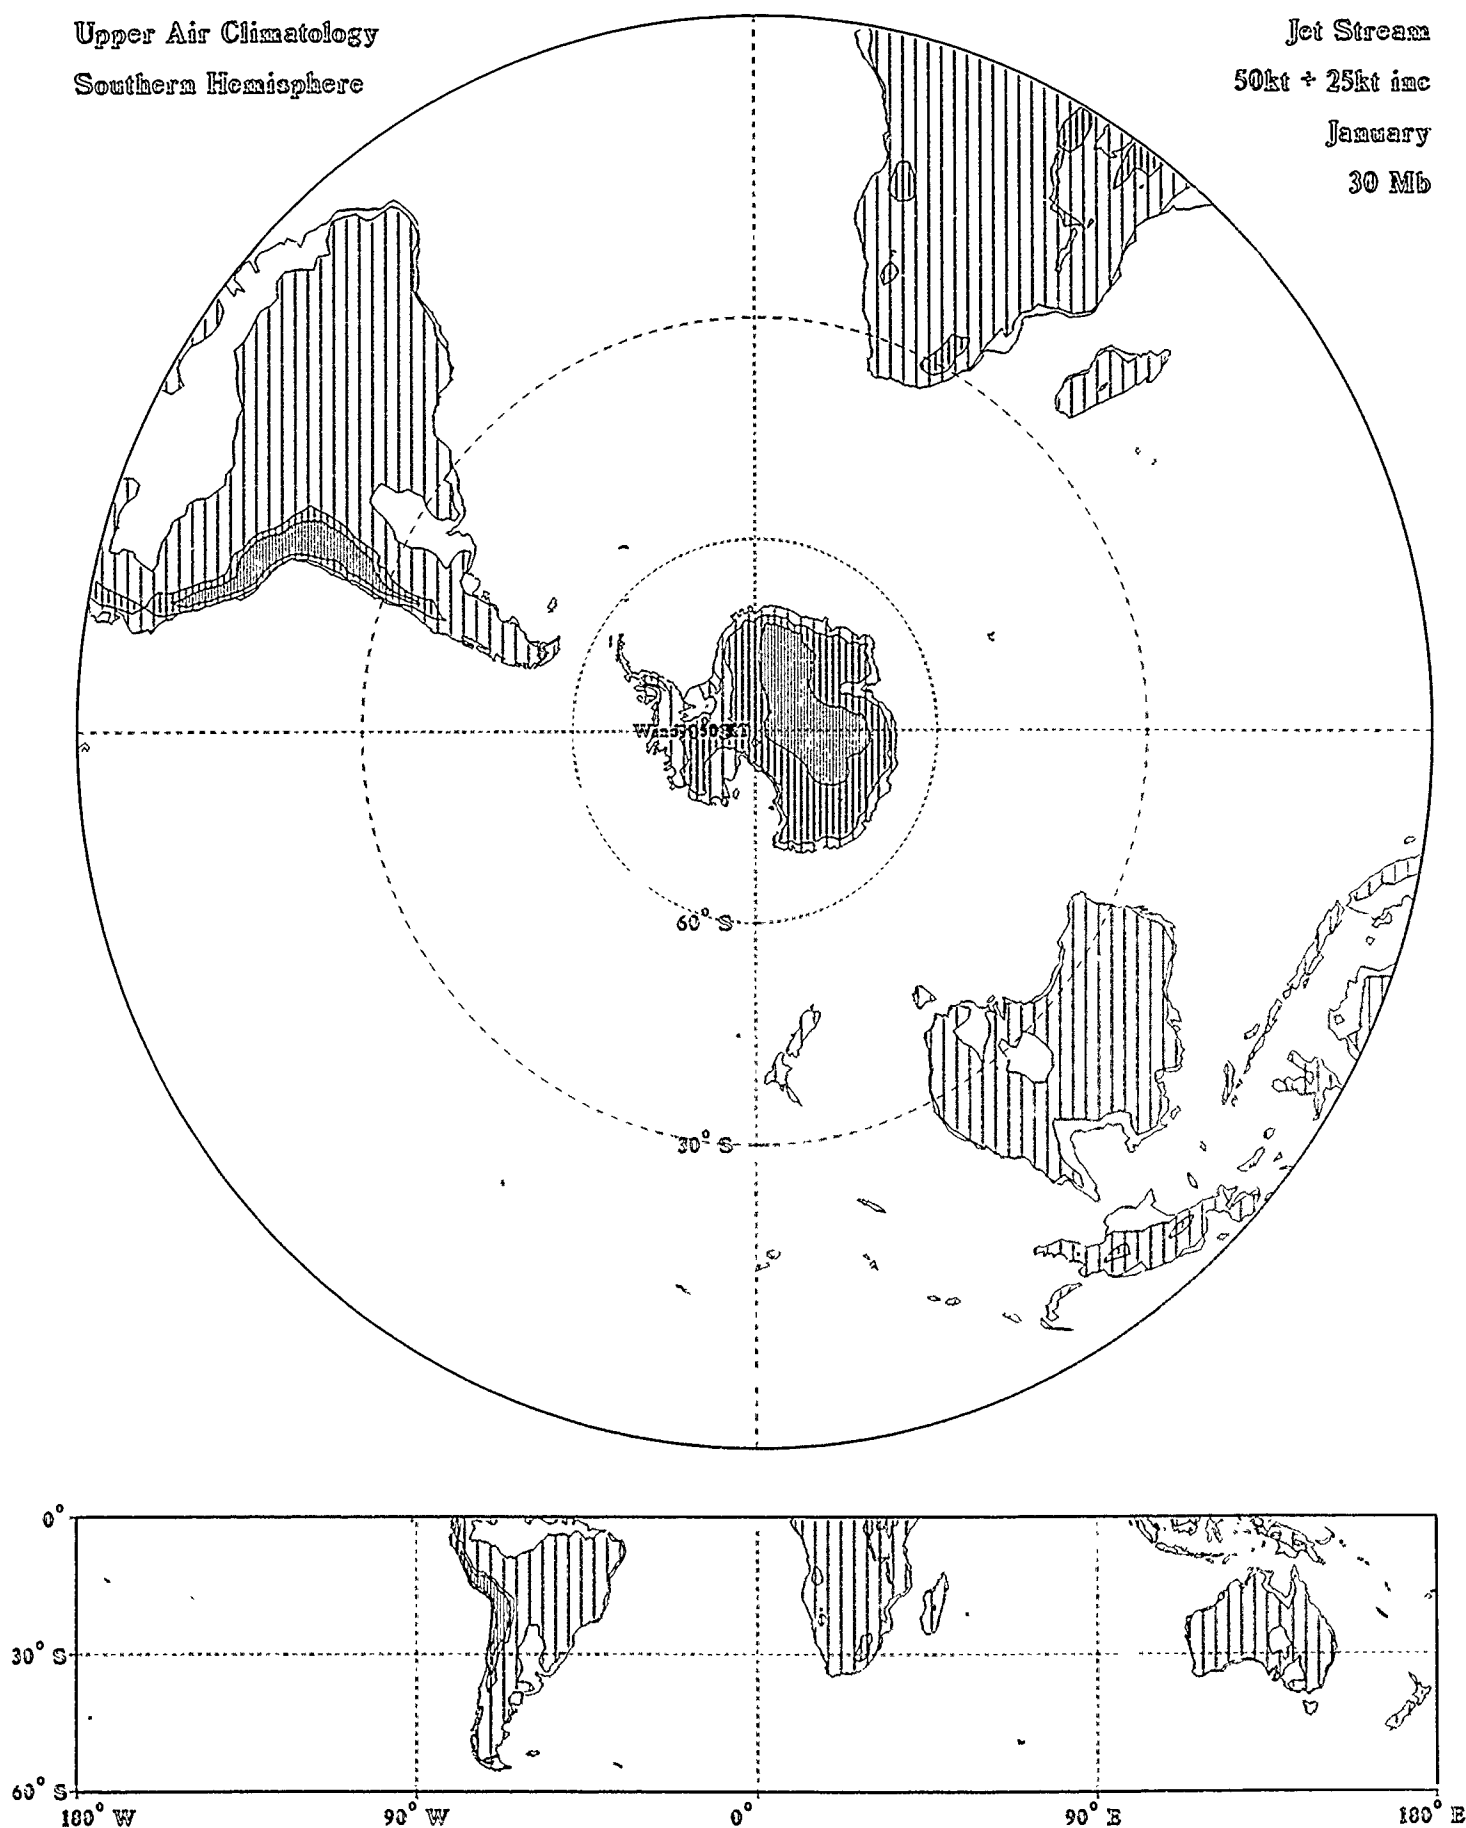 Upper Air Climatology
Southern Hemisphere
Jet Stream
50kt + 25kt inc
January
30 Mb
60° S
30° S
0°
30° S
60° S
180° W
90° W
0°
90° E
180° E